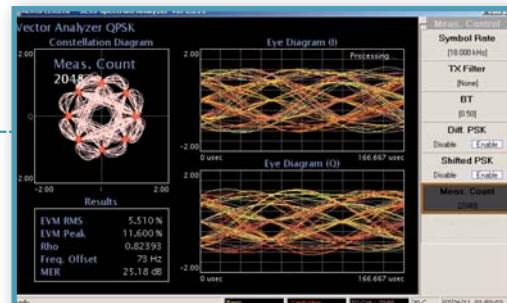 Vector Analyzer QPSK
Constellation Diagram
2.00
Meas. Count
2048
Q
2.00
-2.00
1
2.00
Results
EVM RMS 5.510 %
EVM Peak 11.600 %
Rho 0.82393
Freq. Offset 73 Hz
MER 25.18 dB
Eye Diagram (I)
2.00
Processing
-2.00
0 usec
166.667 usec
Eye Diagram (Q)
2.00
-2.00
0 usec
166.667 usec
Meas. Control
Symbol Rate
[18.000 kHz]
TX Filter
[None]
BT
[0.50]
Diff. PSK
Disable Enable
Shifted PSK
Disable Enable
Meas. Count
[2048]